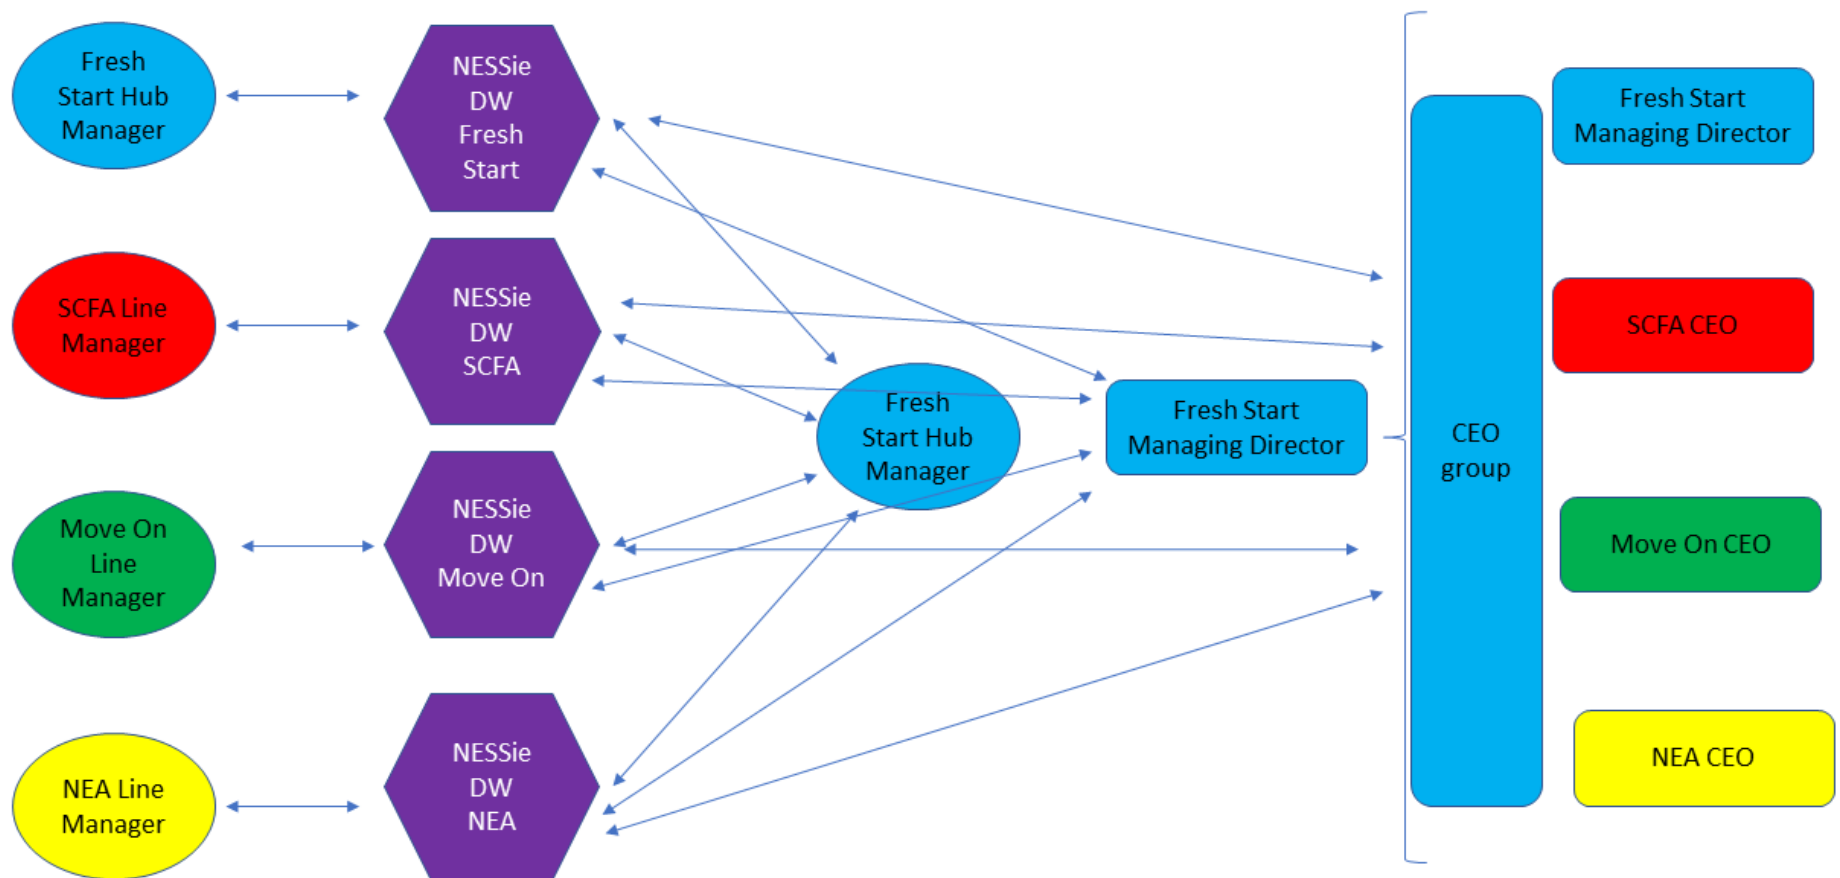 Fresh
Start Hub
Manager
NESSie
DW
Fresh
Start
Fresh Start
Managing Director
SCFA Line
Manager
NESSie
DW
SCFA
SCFA CEO
Fresh
Start Hub
Manager
Fresh Start
Managing Director
CEO
group
Move On
Line
Manager
NESSie
DW
Move On
Move On CEO
NEA Line
Manager
NESSie
DW
NEA
NEA CEO